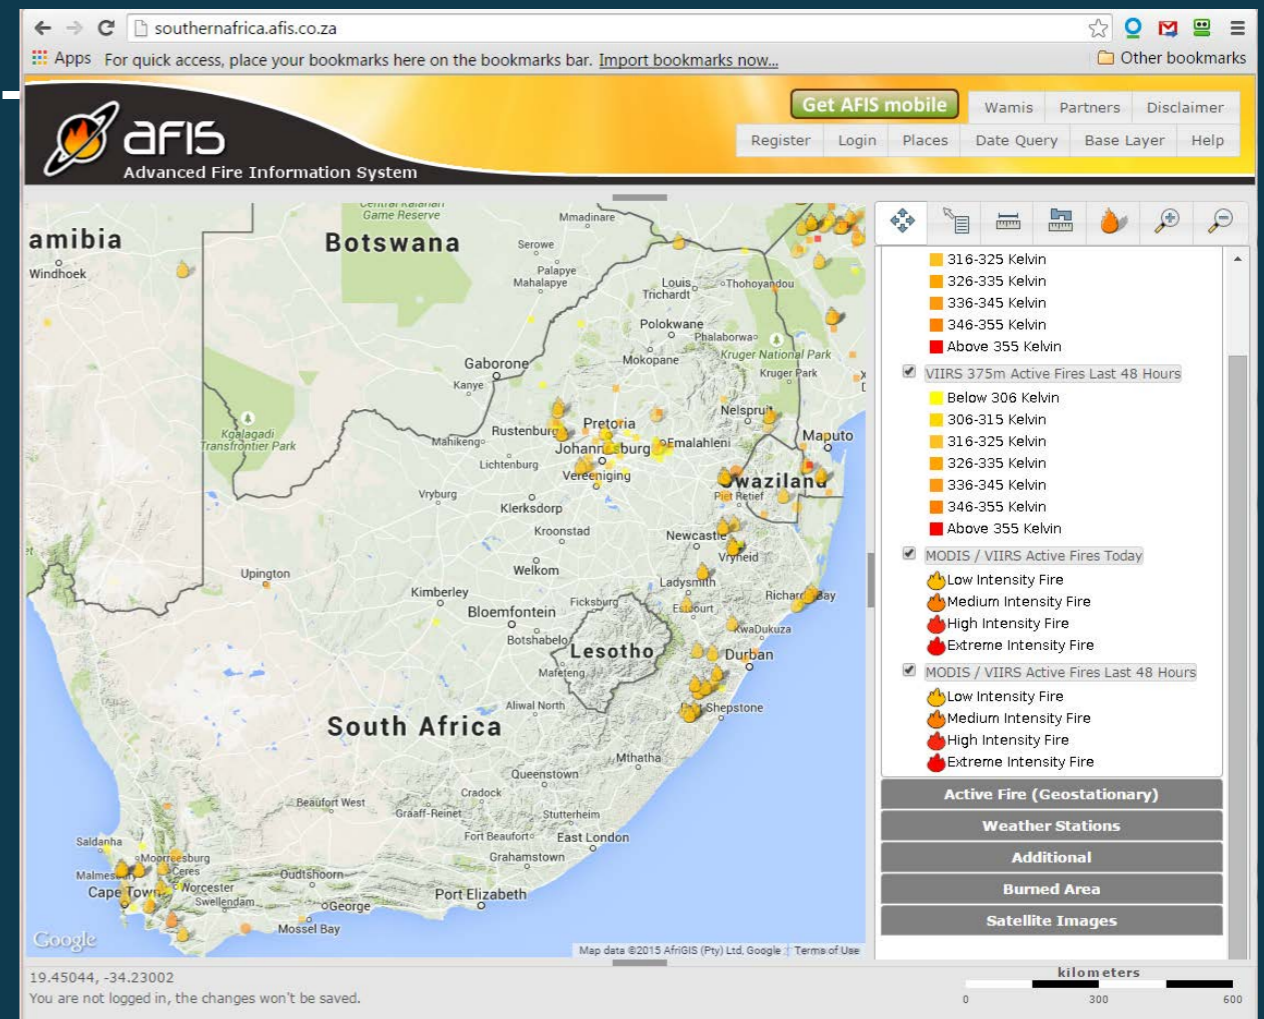 southernafrica.afis.co.za
Apps For quick access, place your bookmarks here on the bookmarks bar. Import bookmarks now... Other bookmarks
Get AFIS mobile Wamis Partners Disclaimer
Register Login Places Date Query Base Layer Help
AFIS
Advanced Fire Information System
Central Kalahari
Game Reserve
Mmadinare
amibia
Botswana
Serowe
Windhoek
Palapye
Mahalapye
Louis
Trichardt
Thohoyandou
Polokwane
Phalaborwa
Gaborone
Mokopane
Kruger National Park
Kanye
Kruger Park
Nelspruit
Rustenburg
Pretoria
Kgalagadi
Transfrontier Park
Mahikeng
Johannesburg
Emalahleni
Maputo
Lichtenburg
Vereeniging
Swaziland
Vryburg
Piet Retief
Klerksdorp
Kroonstad
Newcastle
Vryheid
Welkom
Upington
Ladysmith
Kimberley
Ficksburg
Richards Bay
Bloemfontein
Estcourt
KwaDukuza
Botshabelo
Lesotho
Durban
Mafeteng
Aliwal North
Shepstone
South Africa
Mthatha
Queenstown
Cradock
Beaufort West
Graaff-Reinet
Stutterheim
Fort Beaufort
East London
Saldanha
Grahamstown
Moorreesburg
Malmesbury
Ceres
Oudtshoorn
Cape Town
Worcester
Port Elizabeth
Swellendam
George
Mossel Bay
Google
Map data ©2015 AfriGIS (Pty) Ltd, Google
Terms of Use
316-325 Kelvin
326-335 Kelvin
336-345 Kelvin
346-355 Kelvin
Above 355 Kelvin
VIIRS 375m Active Fires Last 48 Hours
Below 306 Kelvin
306-315 Kelvin
316-325 Kelvin
326-335 Kelvin
336-345 Kelvin
346-355 Kelvin
Above 355 Kelvin
MODIS / VIIRS Active Fires Today
Low Intensity Fire
Medium Intensity Fire
High Intensity Fire
Extreme Intensity Fire
MODIS / VIIRS Active Fires Last 48 Hours
Low Intensity Fire
Medium Intensity Fire
High Intensity Fire
Extreme Intensity Fire
Active Fire (Geostationary)
Weather Stations
Additional
Burned Area
Satellite Images
19.45044, -34.23002
You are not logged in, the changes won't be saved.
kilometers
0 300 600